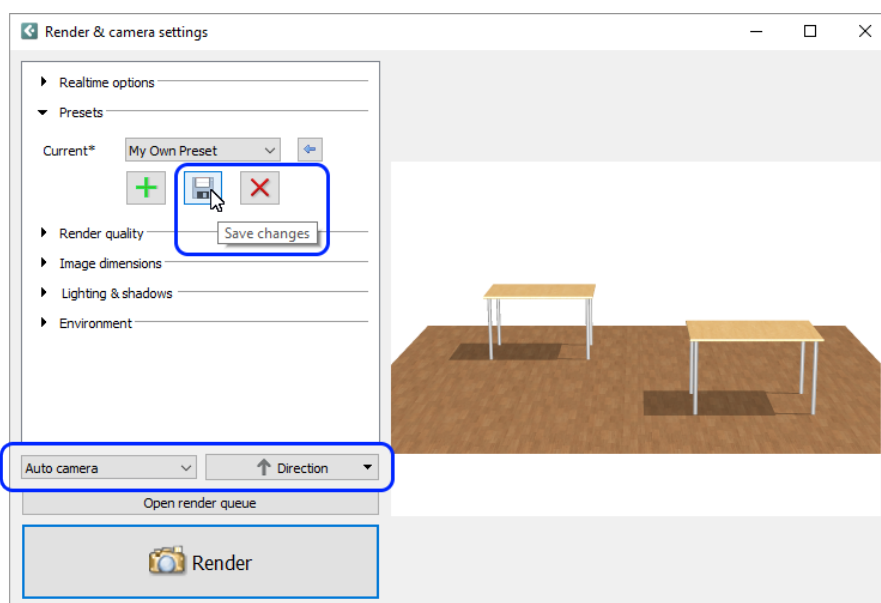 Render & camera settings
Realtime options
Presets
Current*
My Own Preset
Save changes
Render quality
Image dimensions
Lighting & shadows
Environment
Auto camera
Direction
Open render queue
Render